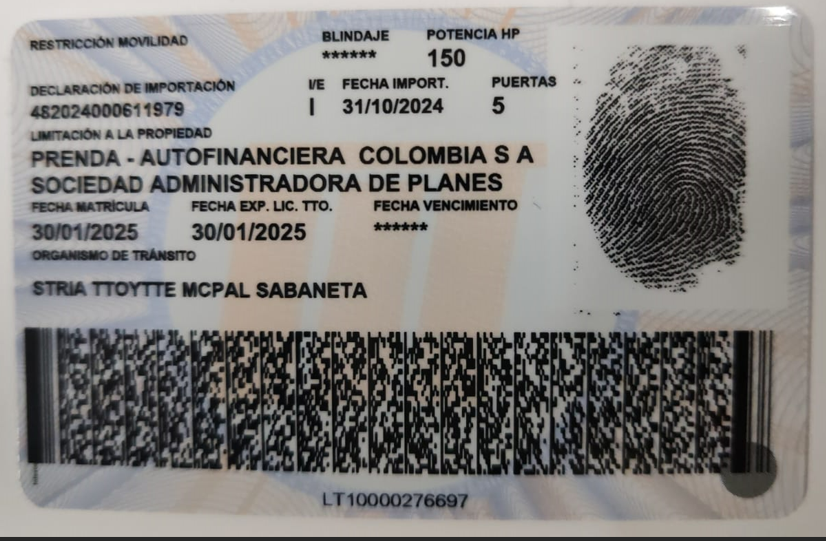 RESTRICCIÓN MOVILIDAD BLINDAJE POTENCIA HP
****** 150
DECLARACIÓN DE IMPORTACIÓN I/E FECHA IMPORT. PUERTAS
482024000611979 I 31/10/2024 5
LIMITACIÓN A LA PROPIEDAD
PRENDA - AUTOFINANCIERA COLOMBIA S A
SOCIEDAD ADMINISTRADORA DE PLANES
FECHA MATRÍCULA FECHA EXP. LIC. TTO. FECHA VENCIMIENTO
30/01/2025 30/01/2025 ******
ORGANISMO DE TRÁNSITO
STRIA TTOYTTE MCPAL SABANETA
LT10000276697